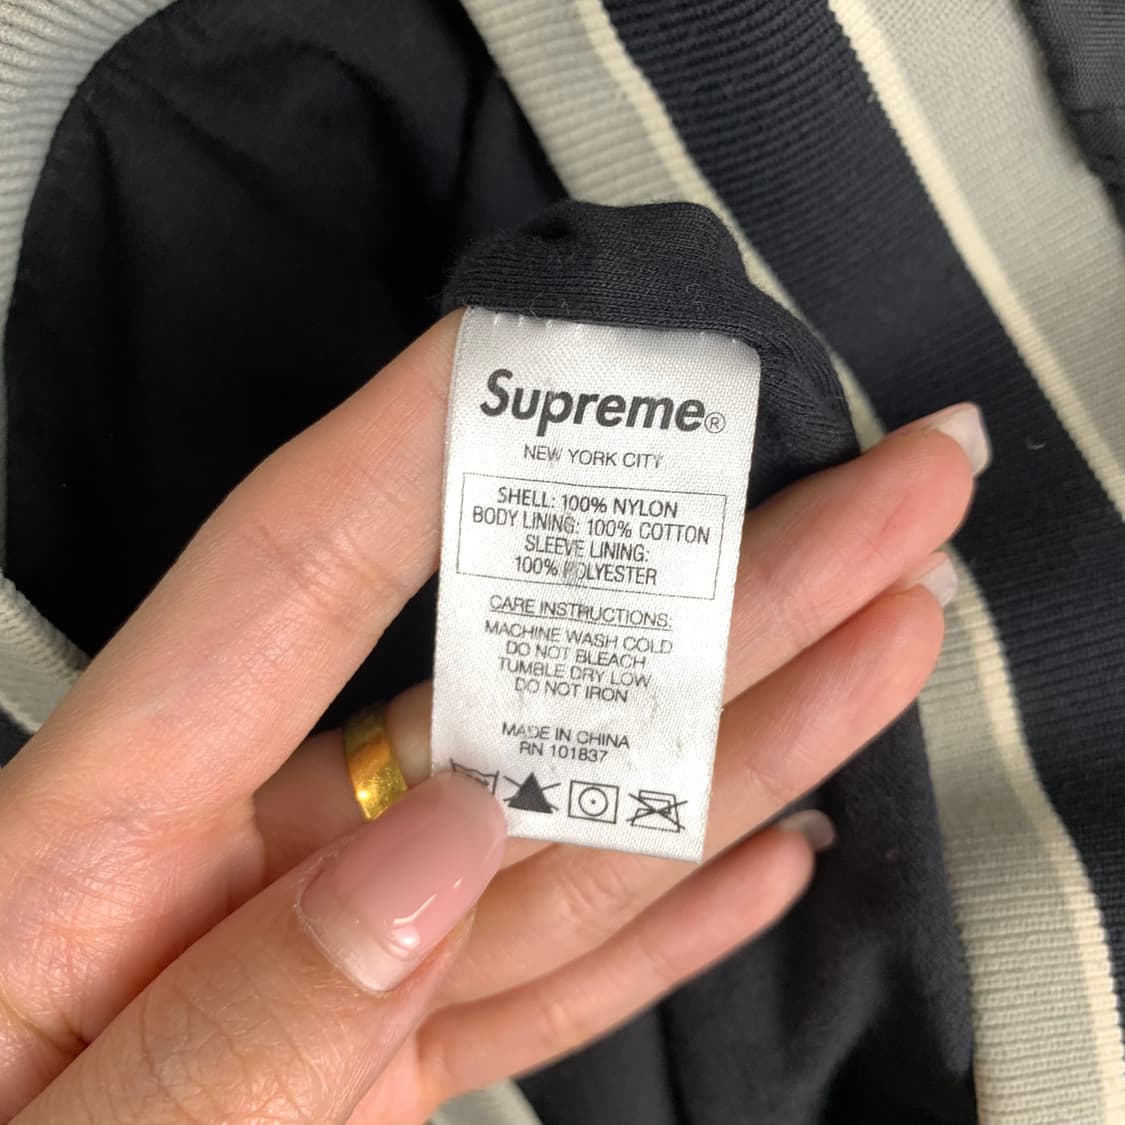 Supreme®
NEW YORK CITY
SHELL: 100% NYLON
BODY LINING: 100% COTTON
SLEEVE LINING:
100% POLYESTER
CARE INSTRUCTIONS:
MACHINE WASH COLD
DO NOT BLEACH
TUMBLE DRY LOW
DO NOT IRON
MADE IN CHINA
RN 101837